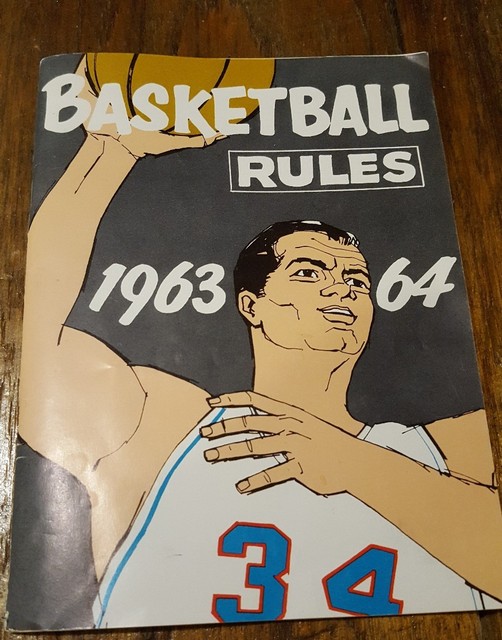 BASKETBALL
RULES
1963 64
34